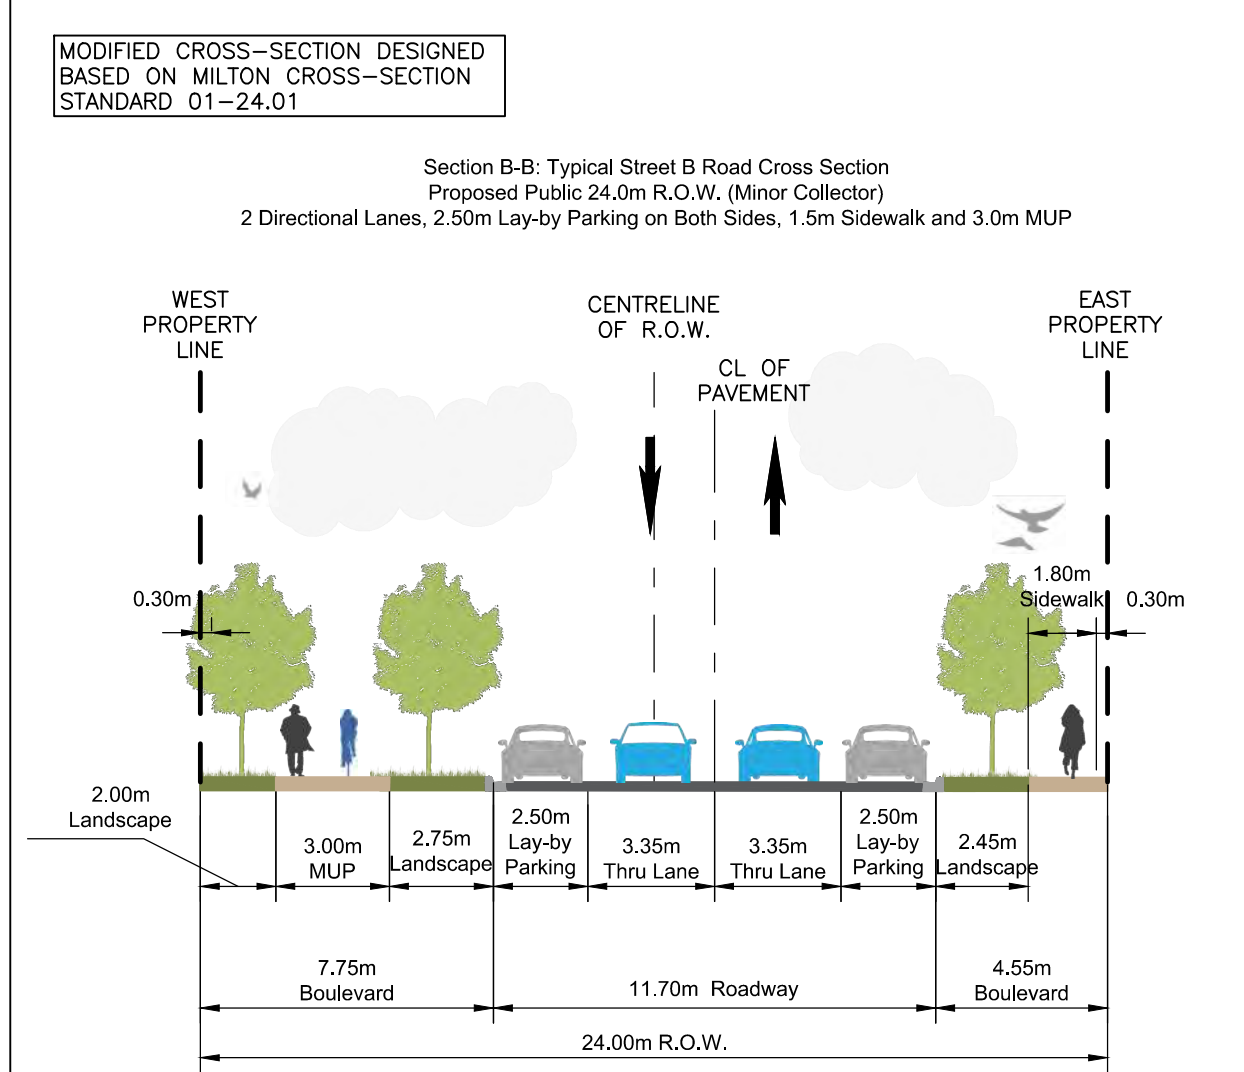 MODIFIED CROSS-SECTION DESIGNED
BASED ON MILTON CROSS-SECTION
STANDARD 01-24.01
Section B-B: Typical Street B Road Cross Section
Proposed Public 24.0m R.O.W. (Minor Collector)
2 Directional Lanes, 2.50m Lay-by Parking on Both Sides, 1.5m Sidewalk and 3.0m MUP
WEST
PROPERTY
LINE
CENTRELINE
OF R.O.W.
CL OF
PAVEMENT
EAST
PROPERTY
LINE
0.30m
1.80m
Sidewalk
0.30m
2.00m
Landscape
3.00m
MUP
2.75m
Landscape
2.50m
Lay-by
Parking
3.35m
Thru Lane
3.35m
Thru Lane
2.50m
Lay-by
Parking
2.45m
Landscape
7.75m
Boulevard
11.70m Roadway
4.55m
Boulevard
24.00m R.O.W.